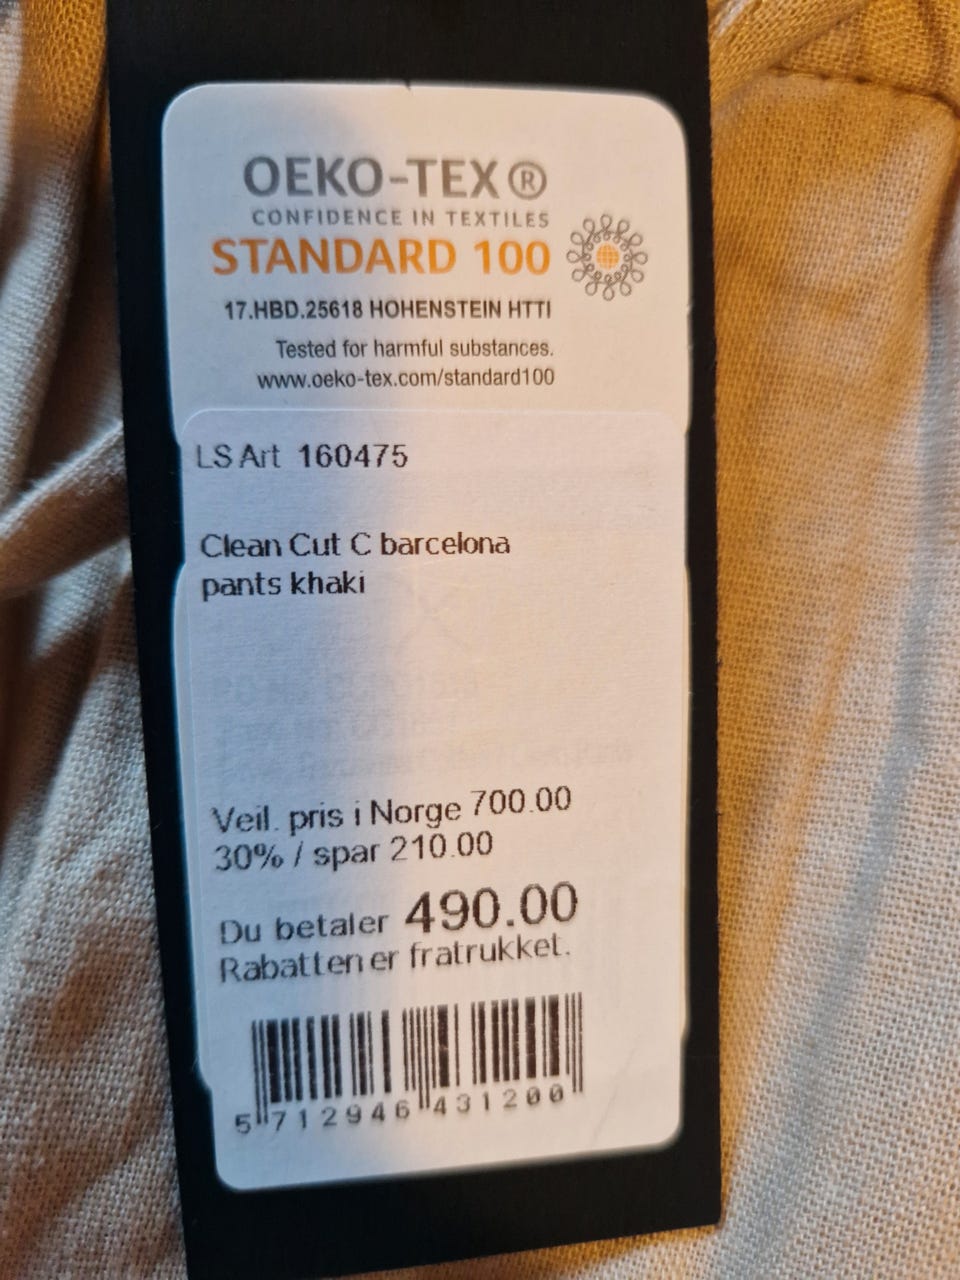 OEKO-TEX®
CONFIDENCE IN TEXTILES
STANDARD 100
17.HBD.25618 HOHENSTEIN HTTI
Tested for harmful substances.
www.oeko-tex.com/standard100
LS Art 160475
Clean Cut C barcelona
pants khaki
Veil. pris i Norge 700.00
30% / spar 210.00
Du betaler 490.00
Rabatten er fratrukket.
5 712946 431200